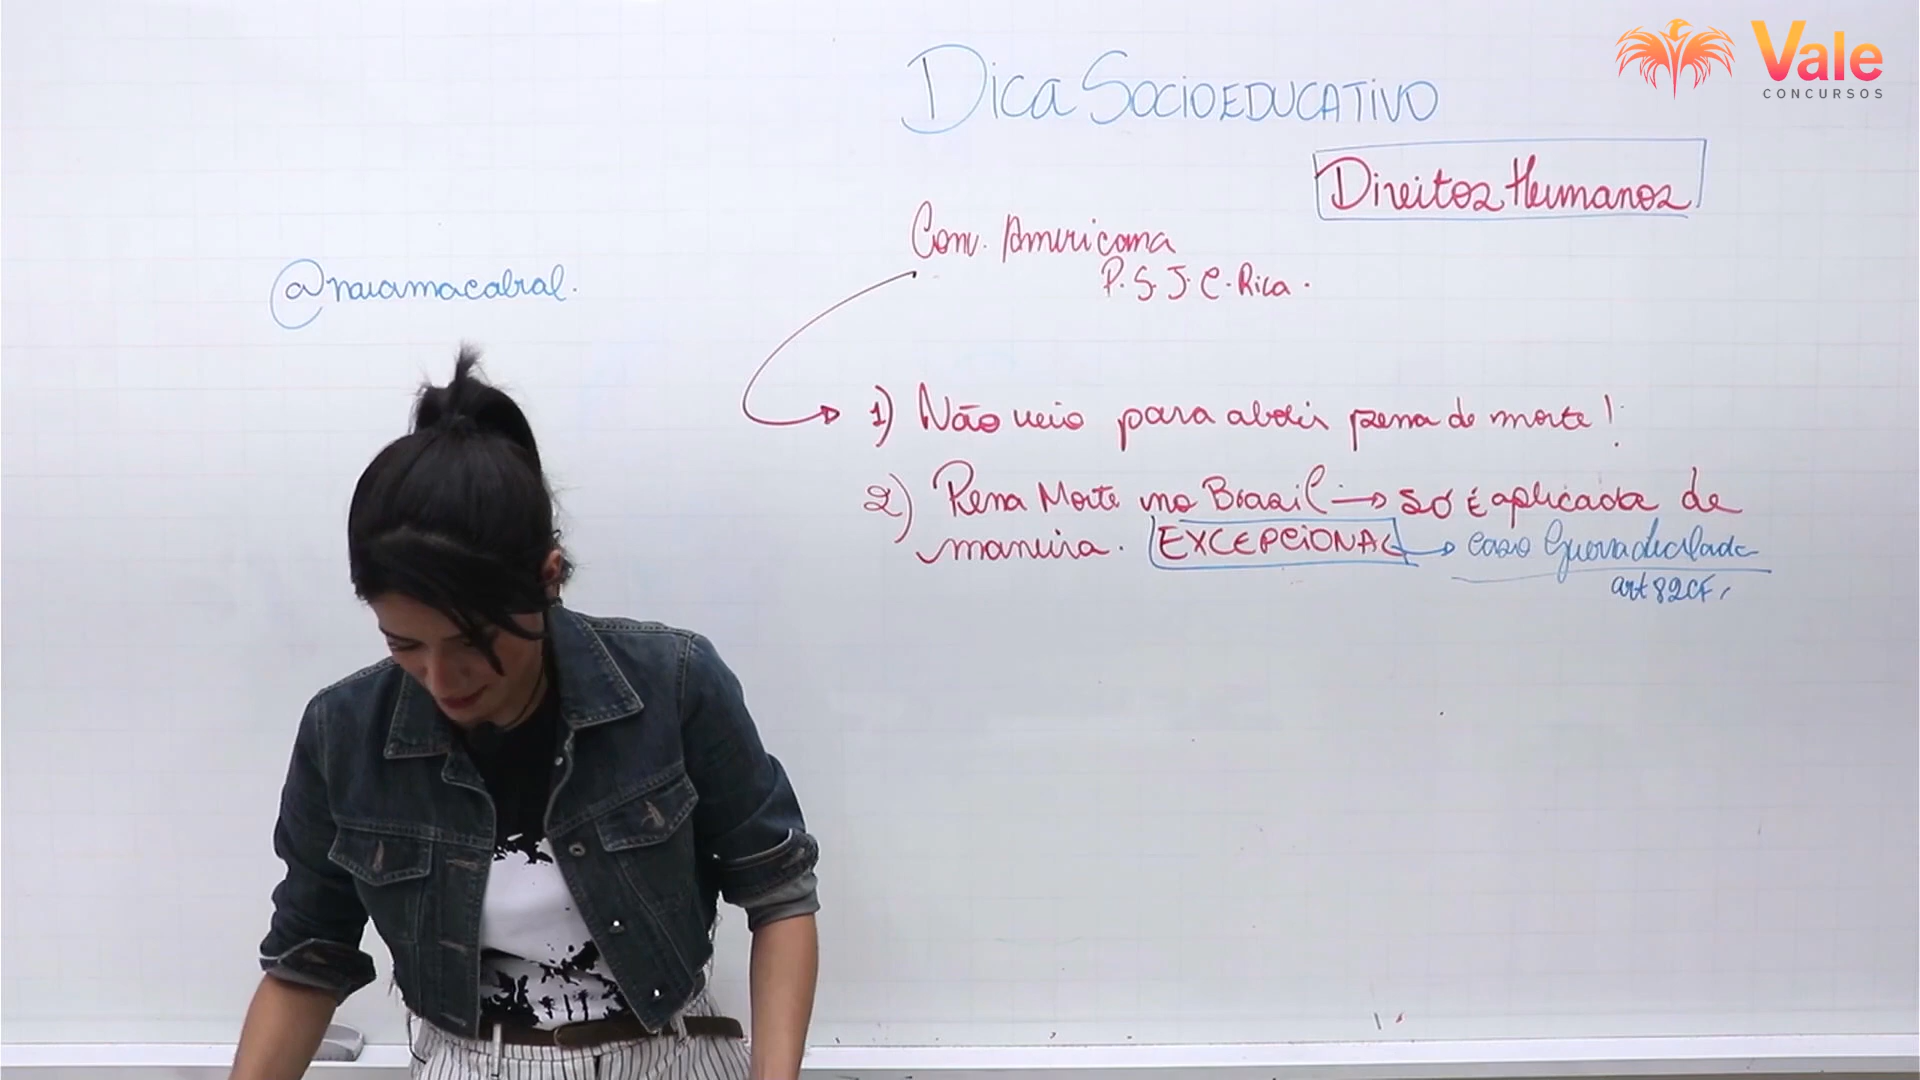 Vale
CONCURSOS
Dica SOCIOEDUCATIVO
Direitos Humanos
Conv. Americana
P. S. J. C. Rica.
@naiamacabral.
1) Não veio para abolir pena de morte!
2) Pena Morte no Brasil → só É aplicada de
maneira. EXCEPCIONAL → caso Guerra declarada
art 82 CF,